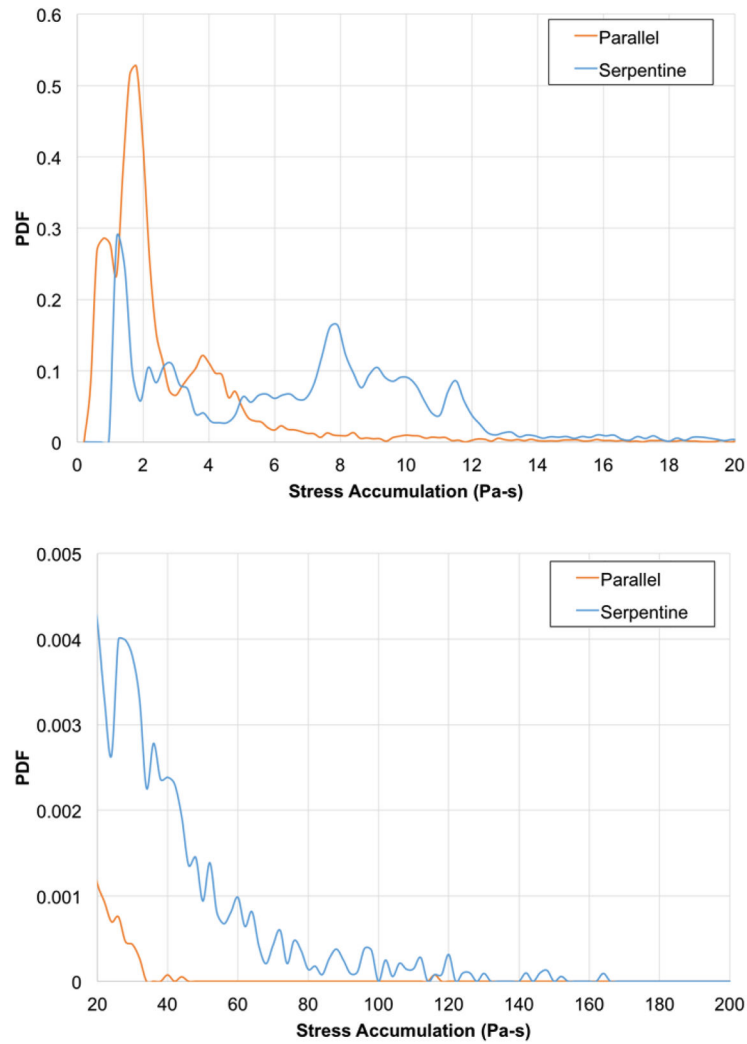 0.6
Parallel
Serpentine
0.5
0.4
PDF
0.3
0.2
0.1
0
0 2 4 6 8 10 12 14 16 18 20
Stress Accumulation (Pa-s)
0.005
Parallel
Serpentine
0.004
0.003
PDF
0.002
0.001
0
20 40 60 80 100 120 140 160 180 200
Stress Accumulation (Pa-s)